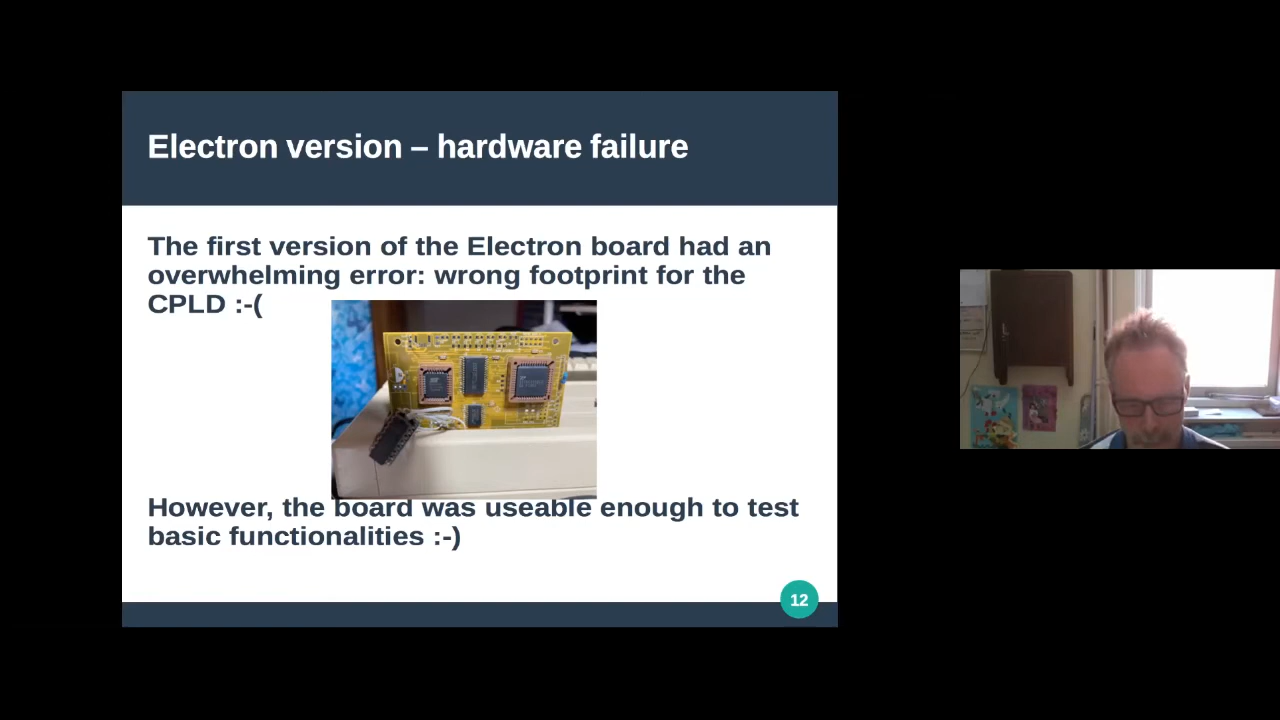 Electron version – hardware failure
The first version of the Electron board had an
overwhelming error: wrong footprint for the
CPLD :-(
However, the board was useable enough to test
basic functionalities :-)
12